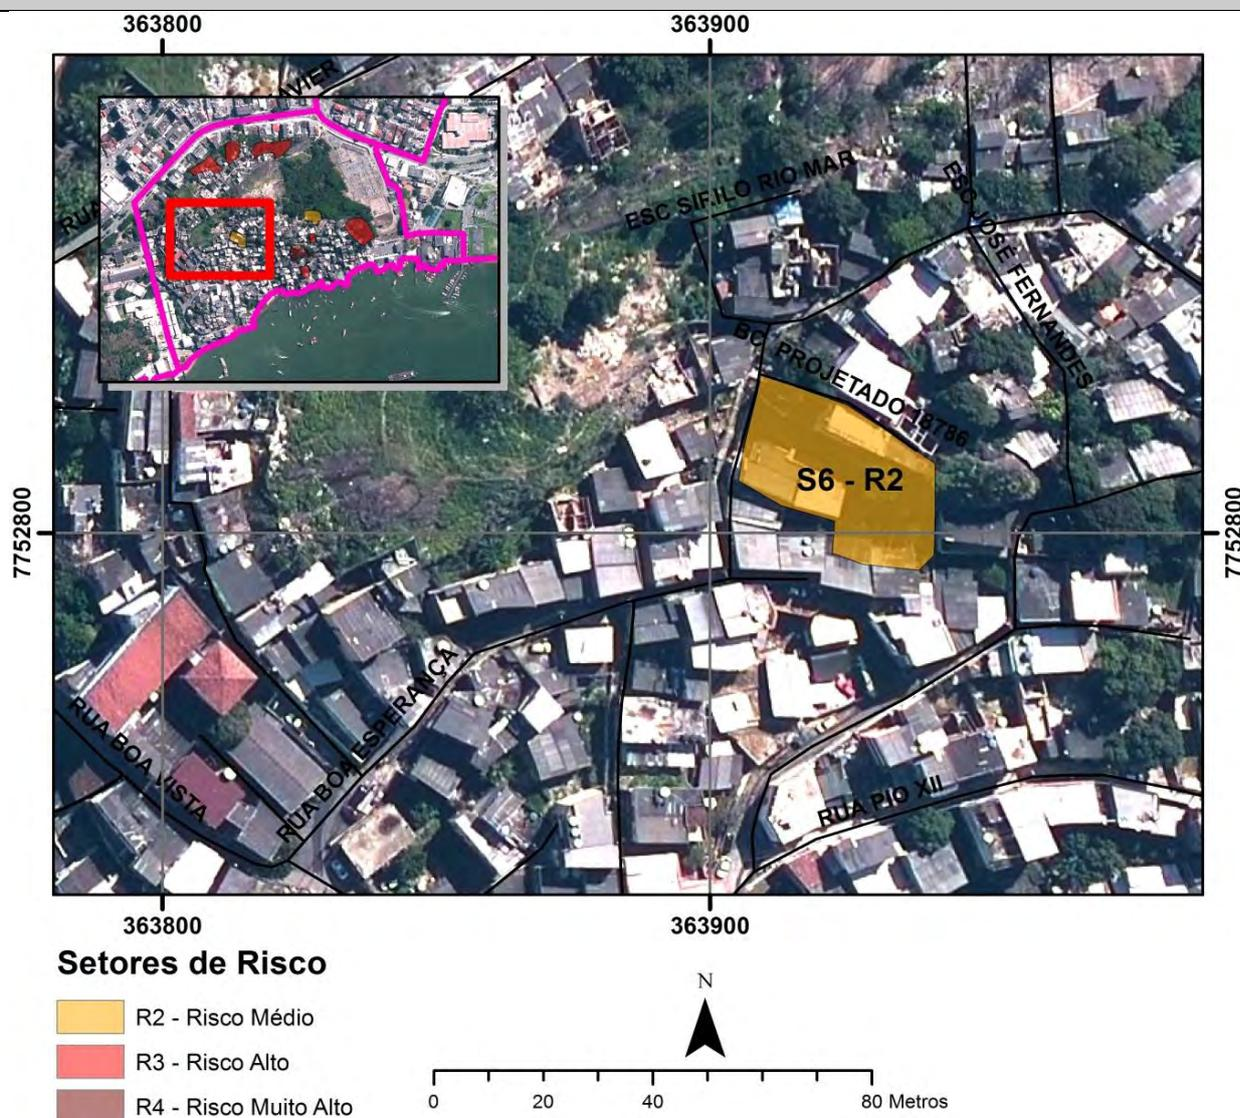 363800 363900
AVIER
RUA
ESC SIFILO RIO MAR
ESC JOSÉ FERNANDES
BC PROJETADO 18786
S6 - R2
7752800 7752800
RUA BOA ESPERANÇA
RUA BOA VISTA
RUA PIO XII
363800 363900
Setores de Risco
R2 - Risco Médio
R3 - Risco Alto
R4 - Risco Muito Alto
N
0 20 40 80 Metros